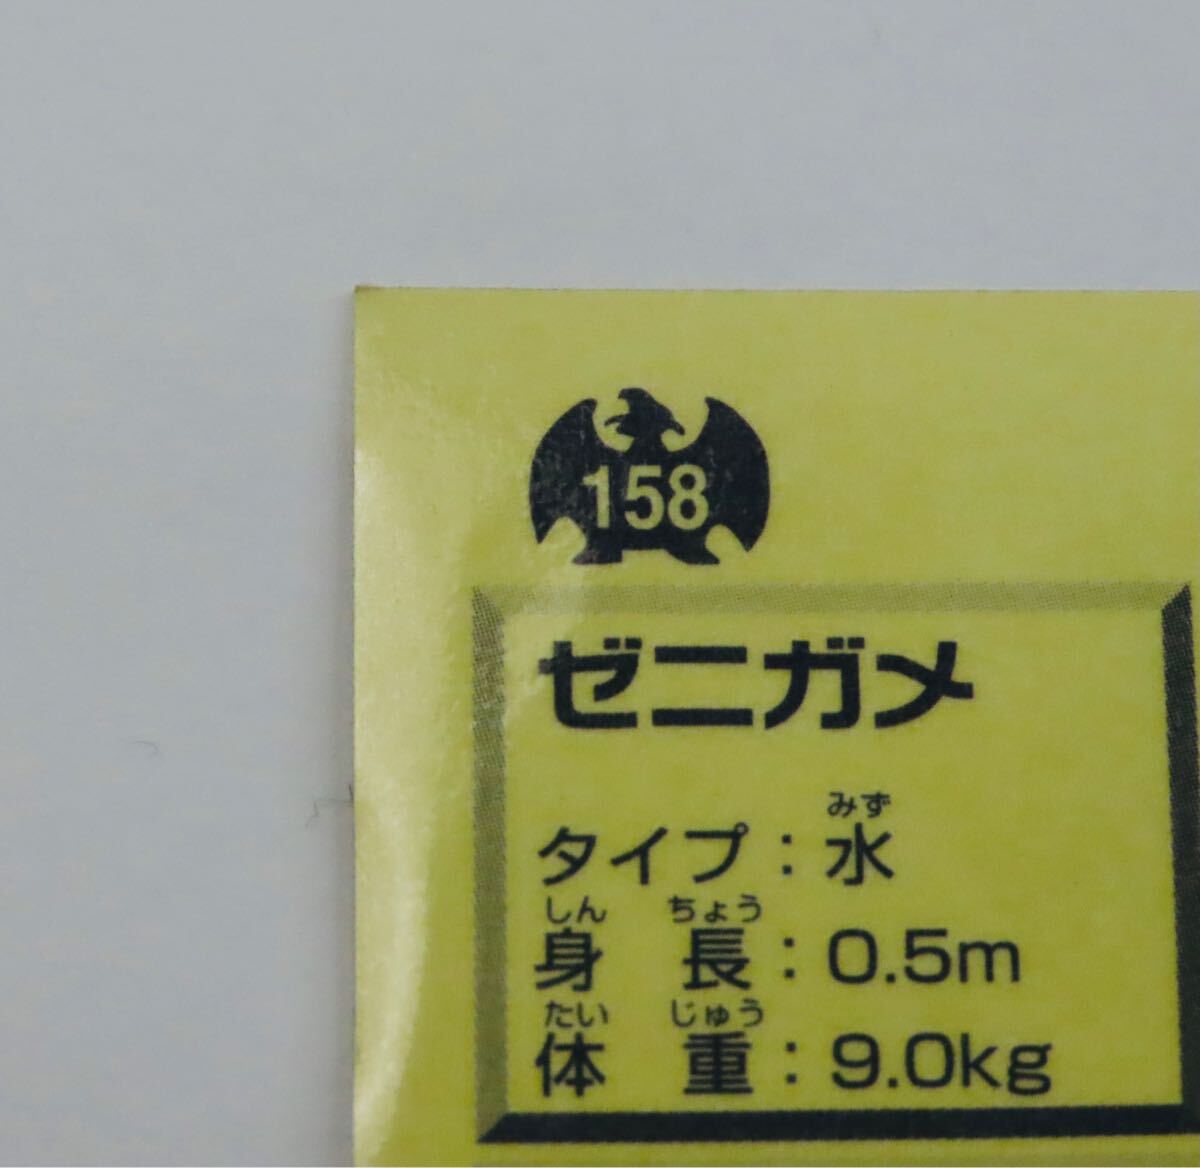 158
ゼニガメ
みず
タイプ：水
しん ちょう
身長：0.5m
たい じゅう
体重：9.0kg